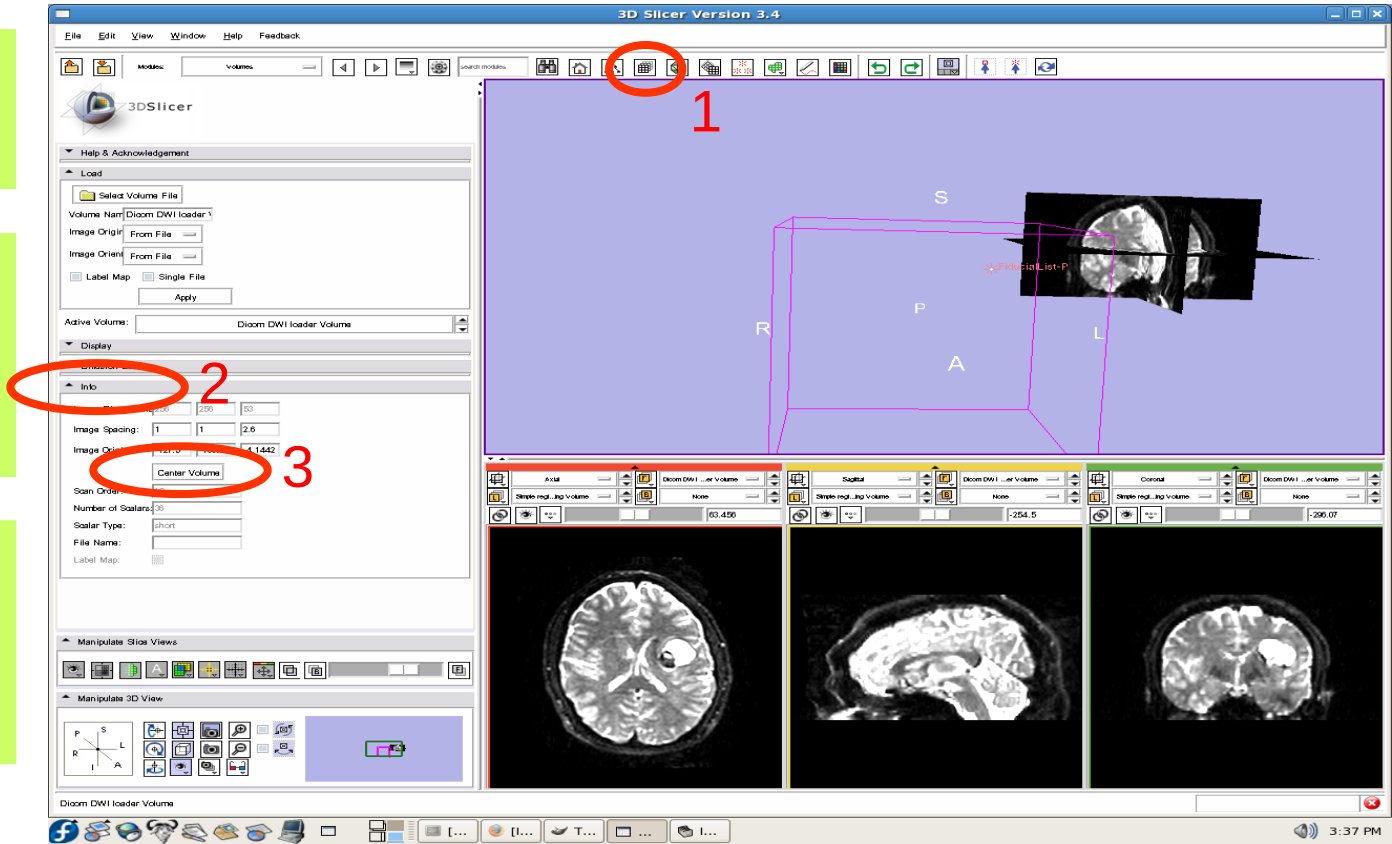 3D Slicer Version 3.4
File Edit View Window Help Feedback
Modules: Volumes search modules
1
3DSlicer
Help & Acknowledgement
Load
Select Volume File
Volume Nam Dicom DWI loader V
Image Origin From File
Image Orient From File
Label Map Single File
Apply
Active Volume: Dicom DWI loader Volume
Display
Info
2
256 256 53
Image Spacing: 1 1 2.6
Image Origin
Center Volume
3
Scan Order:
Number of Scalars: 36
Scalar Type: short
File Name:
Label Map:
Manipulate Slice Views
Manipulate 3D View
P S
R L
I A
S
FiducialList-P
P
R L
A
Axial Dicom DWI ...er Volume
Simple regi...ing Volume None
63.456
Sagittal Dicom DWI ...er Volume
Simple regi...ing Volume None
-254.5
Coronal Dicom DWI ...er Volume
Simple regi...ing Volume None
-296.07
Dicom DWI loader Volume
[... [I... T... ... I... 3:37 PM